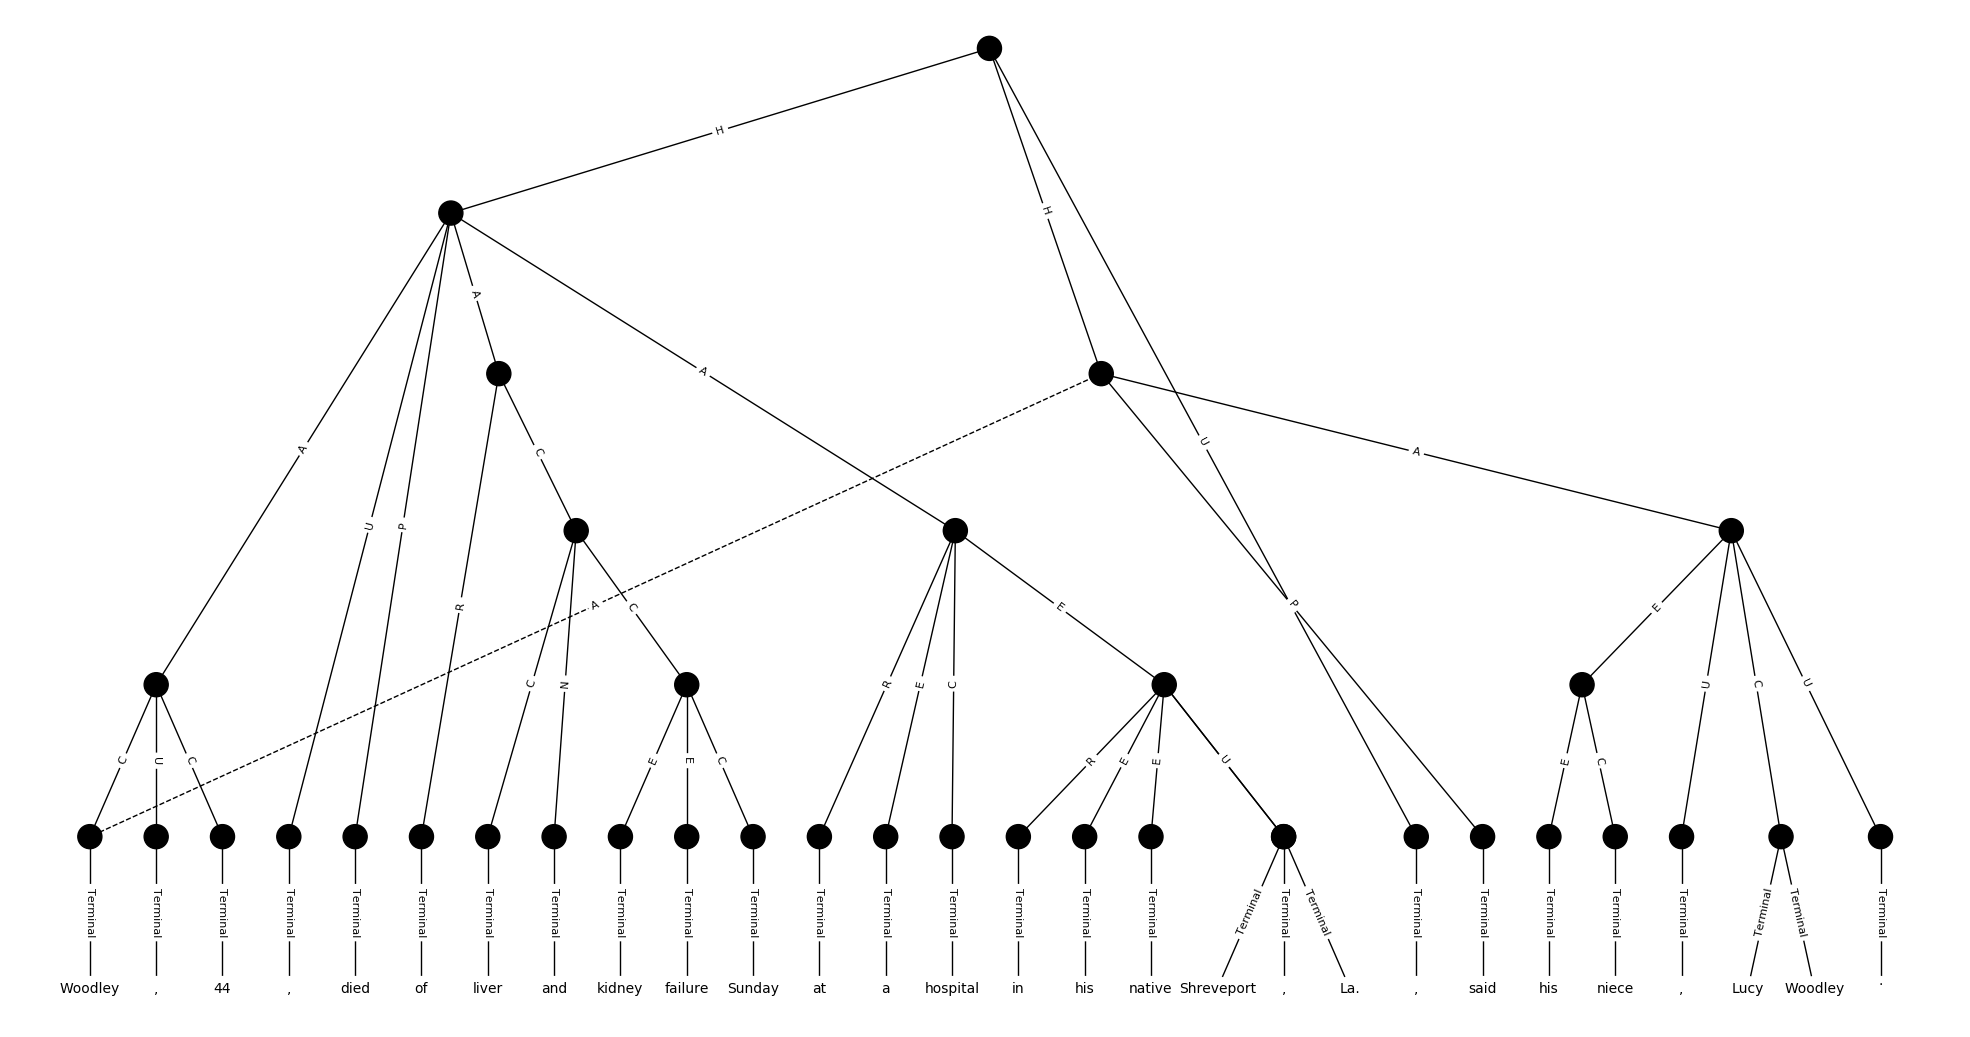 H
H
A
A
A
U
A
C
U
P
R
A
C
E
P
E
C
N
R
E
C
U
C
U
C
U
C
E
E
C
R
E
E
U
E
C
Terminal Terminal Terminal Terminal Terminal Terminal Terminal Terminal Terminal Terminal Terminal Terminal Terminal Terminal Terminal Terminal Terminal Terminal Terminal Terminal Terminal Terminal Terminal Terminal Terminal Terminal Terminal Terminal
Woodley , 44 , died of liver and kidney failure Sunday at a hospital in his native Shreveport , La. , said his niece , Lucy Woodley .